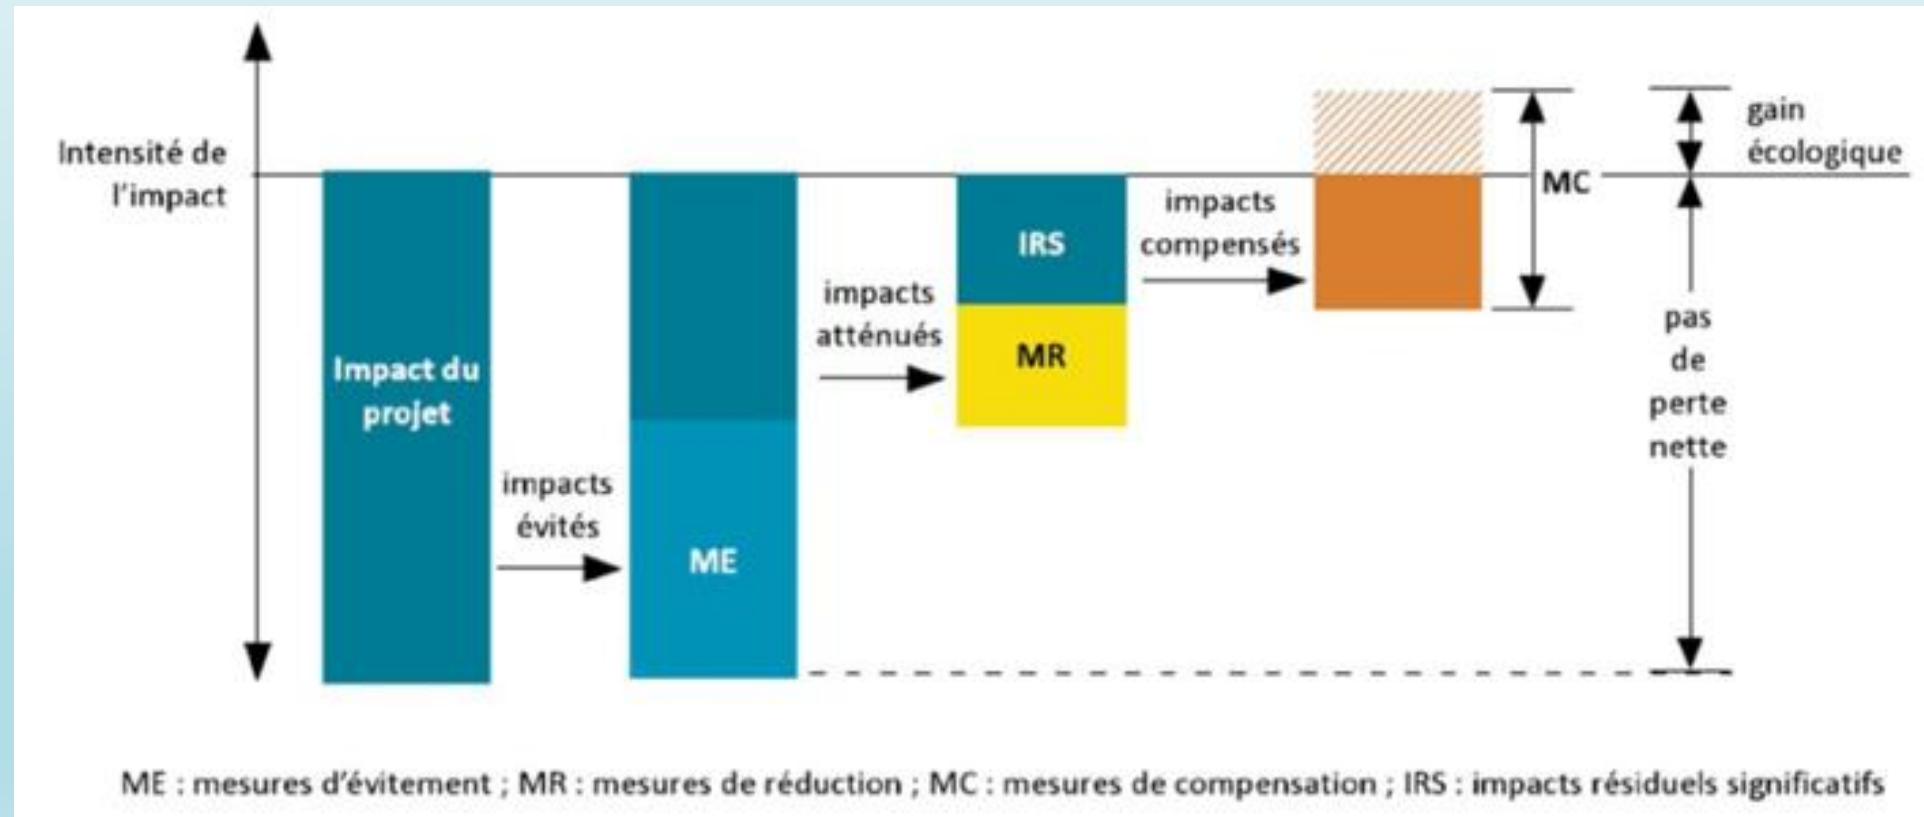 Intensité de
l'impact
Impact du
projet
impacts
évités
ME
impacts
atténués
IRS
MR
impacts
compensés
MC
gain
écologique
pas
de
perte
nette
ME : mesures d'évitement ; MR : mesures de réduction ; MC : mesures de compensation ; IRS : impacts résiduels significatifs